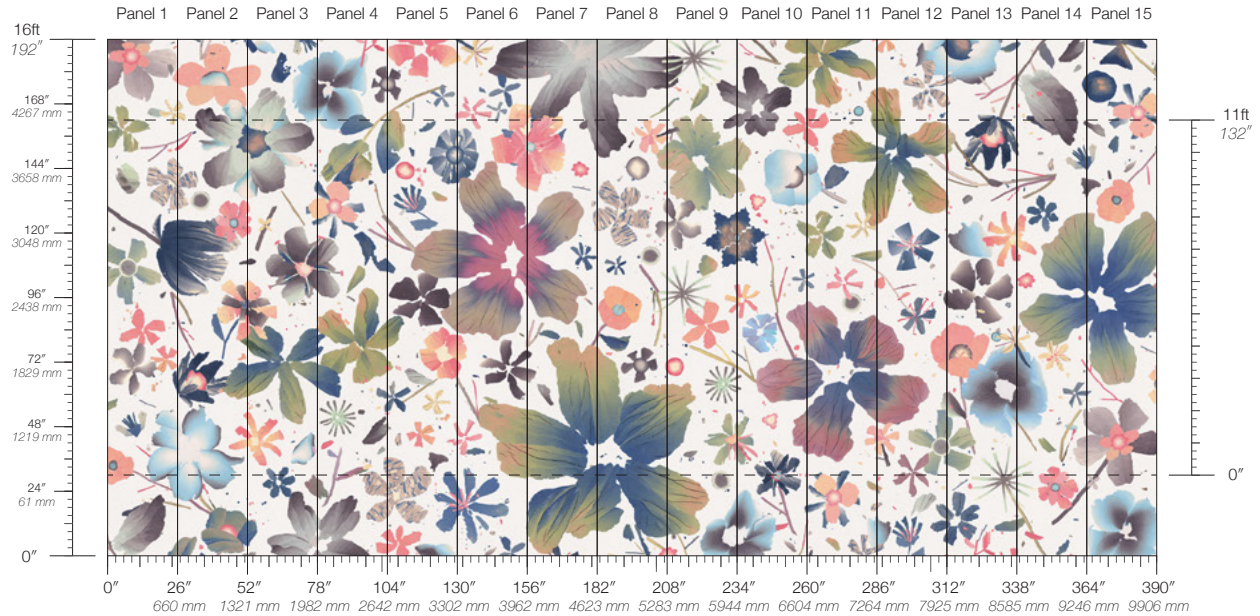 Panel 1 Panel 2 Panel 3 Panel 4 Panel 5 Panel 6 Panel 7 Panel 8 Panel 9 Panel 10 Panel 11 Panel 12 Panel 13 Panel 14 Panel 15
16ft
192”
168”
4267 mm
144”
3658 mm
120”
3048 mm
96”
2438 mm
72”
1829 mm
48”
1219 mm
24”
61 mm
0”
11ft
132”
0”
0” 26” 52” 78” 104” 130” 156” 182” 208” 234” 260” 286” 312” 338” 364” 390”
660 mm 1321 mm 1982 mm 2642 mm 3302 mm 3962 mm 4623 mm 5283 mm 5944 mm 6604 mm 7264 mm 7925 mm 8585 mm 9246 mm 9906 mm